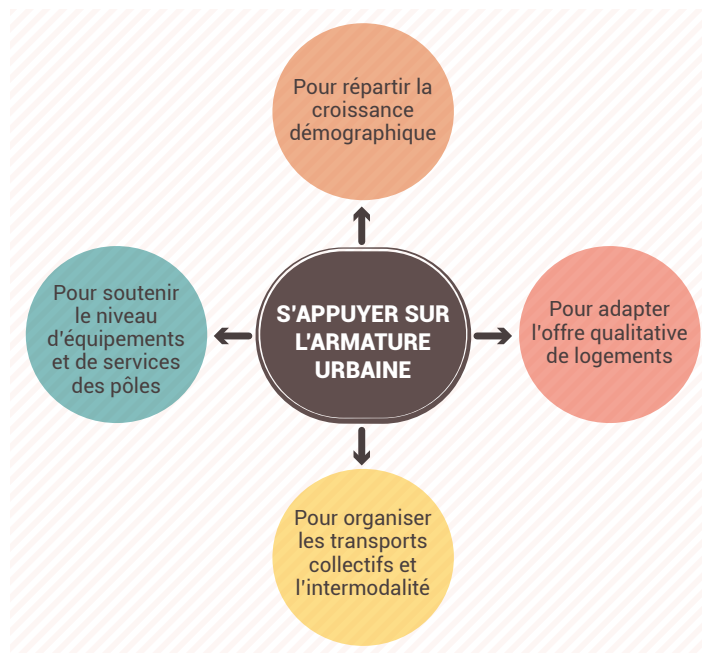 Pour répartir la
croissance
démographique
Pour soutenir
le niveau
d'équipements
et de services
des pôles
S'APPUYER SUR
L'ARMATURE
URBAINE
Pour adapter
l'offre qualitative
de logements
Pour organiser
les transports
collectifs et
l'intermodalité